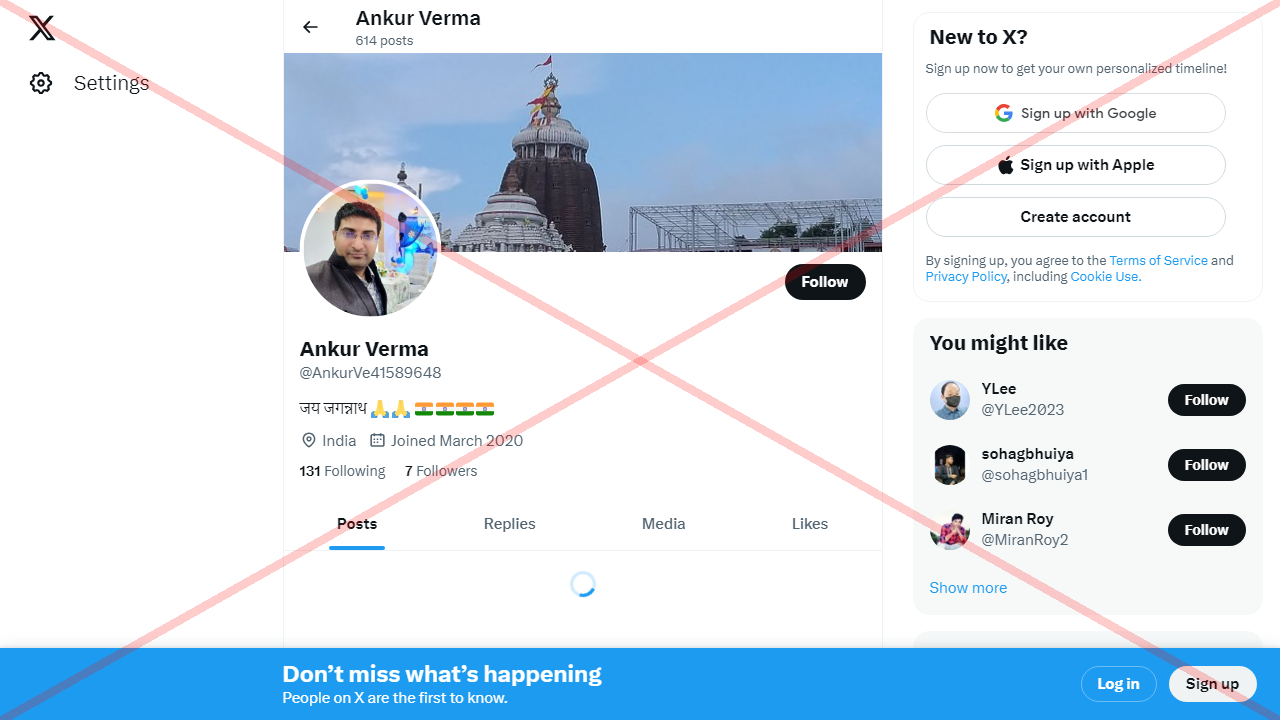 Settings
Ankur Verma
614 posts
Follow
Ankur Verma
@AnkurVe41589648
जय जगन्नाथ 🙏🙏 🇮🇳🇮🇳🇮🇳🇮🇳
India Joined March 2020
131 Following 7 Followers
Posts Replies Media Likes
New to X?
Sign up now to get your own personalized timeline!
Sign up with Google
Sign up with Apple
Create account
By signing up, you agree to the Terms of Service and
Privacy Policy, including Cookie Use.
You might like
YLee
@YLee2023
Follow
sohagbhuiya
@sohagbhuiya1
Follow
Miran Roy
@MiranRoy2
Follow
Show more
Don’t miss what’s happening
People on X are the first to know.
Log in
Sign up